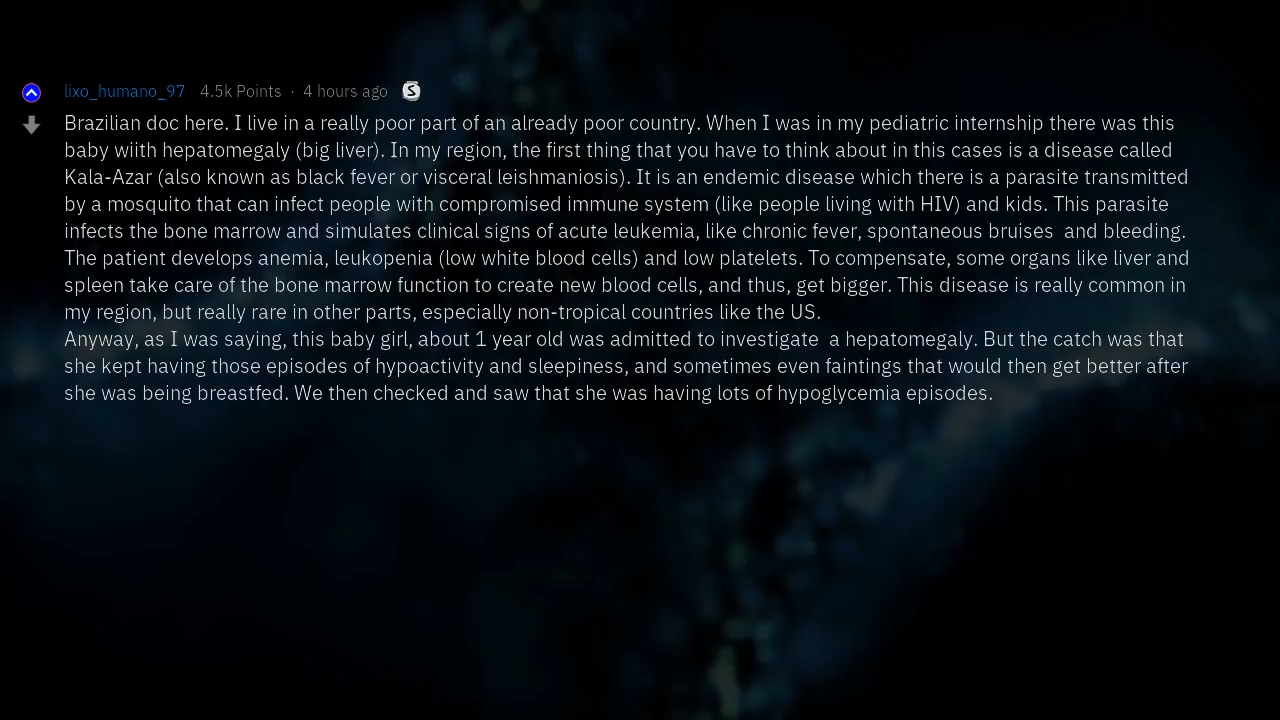 lixo_humano_97 4.5k Points · 4 hours ago S
Brazilian doc here. I live in a really poor part of an already poor country. When I was in my pediatric internship there was this
baby wiith hepatomegaly (big liver). In my region, the first thing that you have to think about in this cases is a disease called
Kala-Azar (also known as black fever or visceral leishmaniosis). It is an endemic disease which there is a parasite transmitted
by a mosquito that can infect people with compromised immune system (like people living with HIV) and kids. This parasite
infects the bone marrow and simulates clinical signs of acute leukemia, like chronic fever, spontaneous bruises  and bleeding.
The patient develops anemia, leukopenia (low white blood cells) and low platelets. To compensate, some organs like liver and
spleen take care of the bone marrow function to create new blood cells, and thus, get bigger. This disease is really common in
my region, but really rare in other parts, especially non-tropical countries like the US.
Anyway, as I was saying, this baby girl, about 1 year old was admitted to investigate  a hepatomegaly. But the catch was that
she kept having those episodes of hypoactivity and sleepiness, and sometimes even faintings that would then get better after
she was being breastfed. We then checked and saw that she was having lots of hypoglycemia episodes.